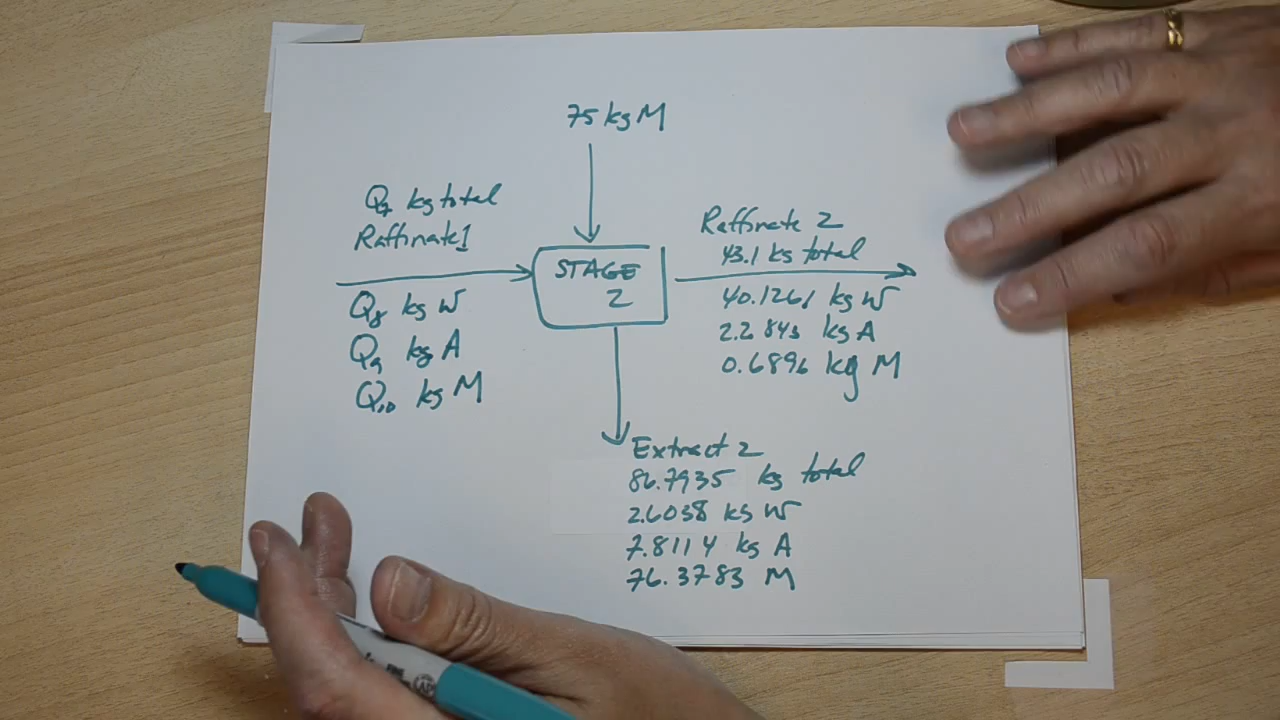 75 kg M
Q7 kg total
Raffinate 1
Raffinate 2
43.1 kg total
STAGE
2
Q8 kg W
Q9 kg A
Q10 kg M
40.1261 kg W
2.2843 kg A
0.6896 kg M
Extract 2
86.7935 kg total
2.6038 kg W
7.8114 kg A
76.3783 M